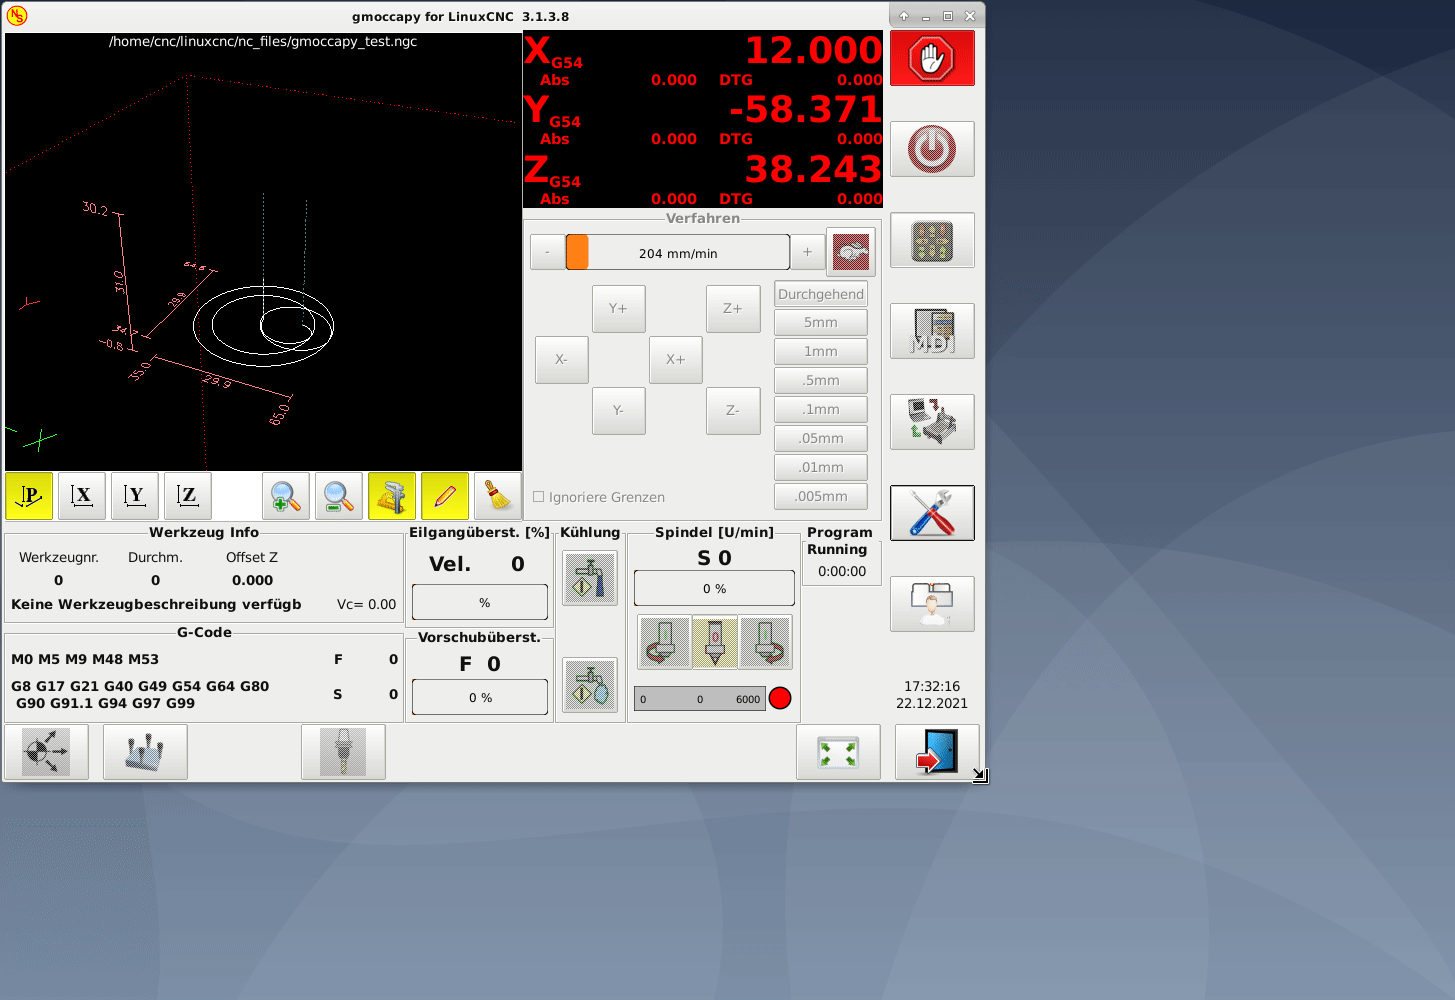 gmoccapy for LinuxCNC 3.1.3.8
/home/cnc/linuxcnc/nc_files/gmoccapy_test.ngc
X G54 12.000
Abs 0.000 DTG 0.000
Y G54 -58.371
Abs 0.000 DTG 0.000
Z G54 38.243
Abs 0.000 DTG 0.000
30.2
31.0
64.6
29.9
34.7
-0.8
35.0
29.9
65.0
Y
X
Verfahren
- 204 mm/min +
Y+ Z+
X- X+
Y- Z-
Durchgehend
5mm
1mm
.5mm
.1mm
.05mm
.01mm
.005mm
Ignoriere Grenzen
MDI
P X Y Z
Werkzeug Info
Werkzeugnr. Durchm. Offset Z
0 0 0.000
Keine Werkzeugbeschreibung verfügb Vc= 0.00
G-Code
M0 M5 M9 M48 M53 F 0
G8 G17 G21 G40 G49 G54 G64 G80
G90 G91.1 G94 G97 G99
S 0
Eilgangüberst. [%]
Vel. 0
%
Vorschubüberst.
F 0
0 %
Kühlung
Spindel [U/min]
S 0
0 %
I 0 I
0 0 6000
Program
Running
0:00:00
17:32:16
22.12.2021